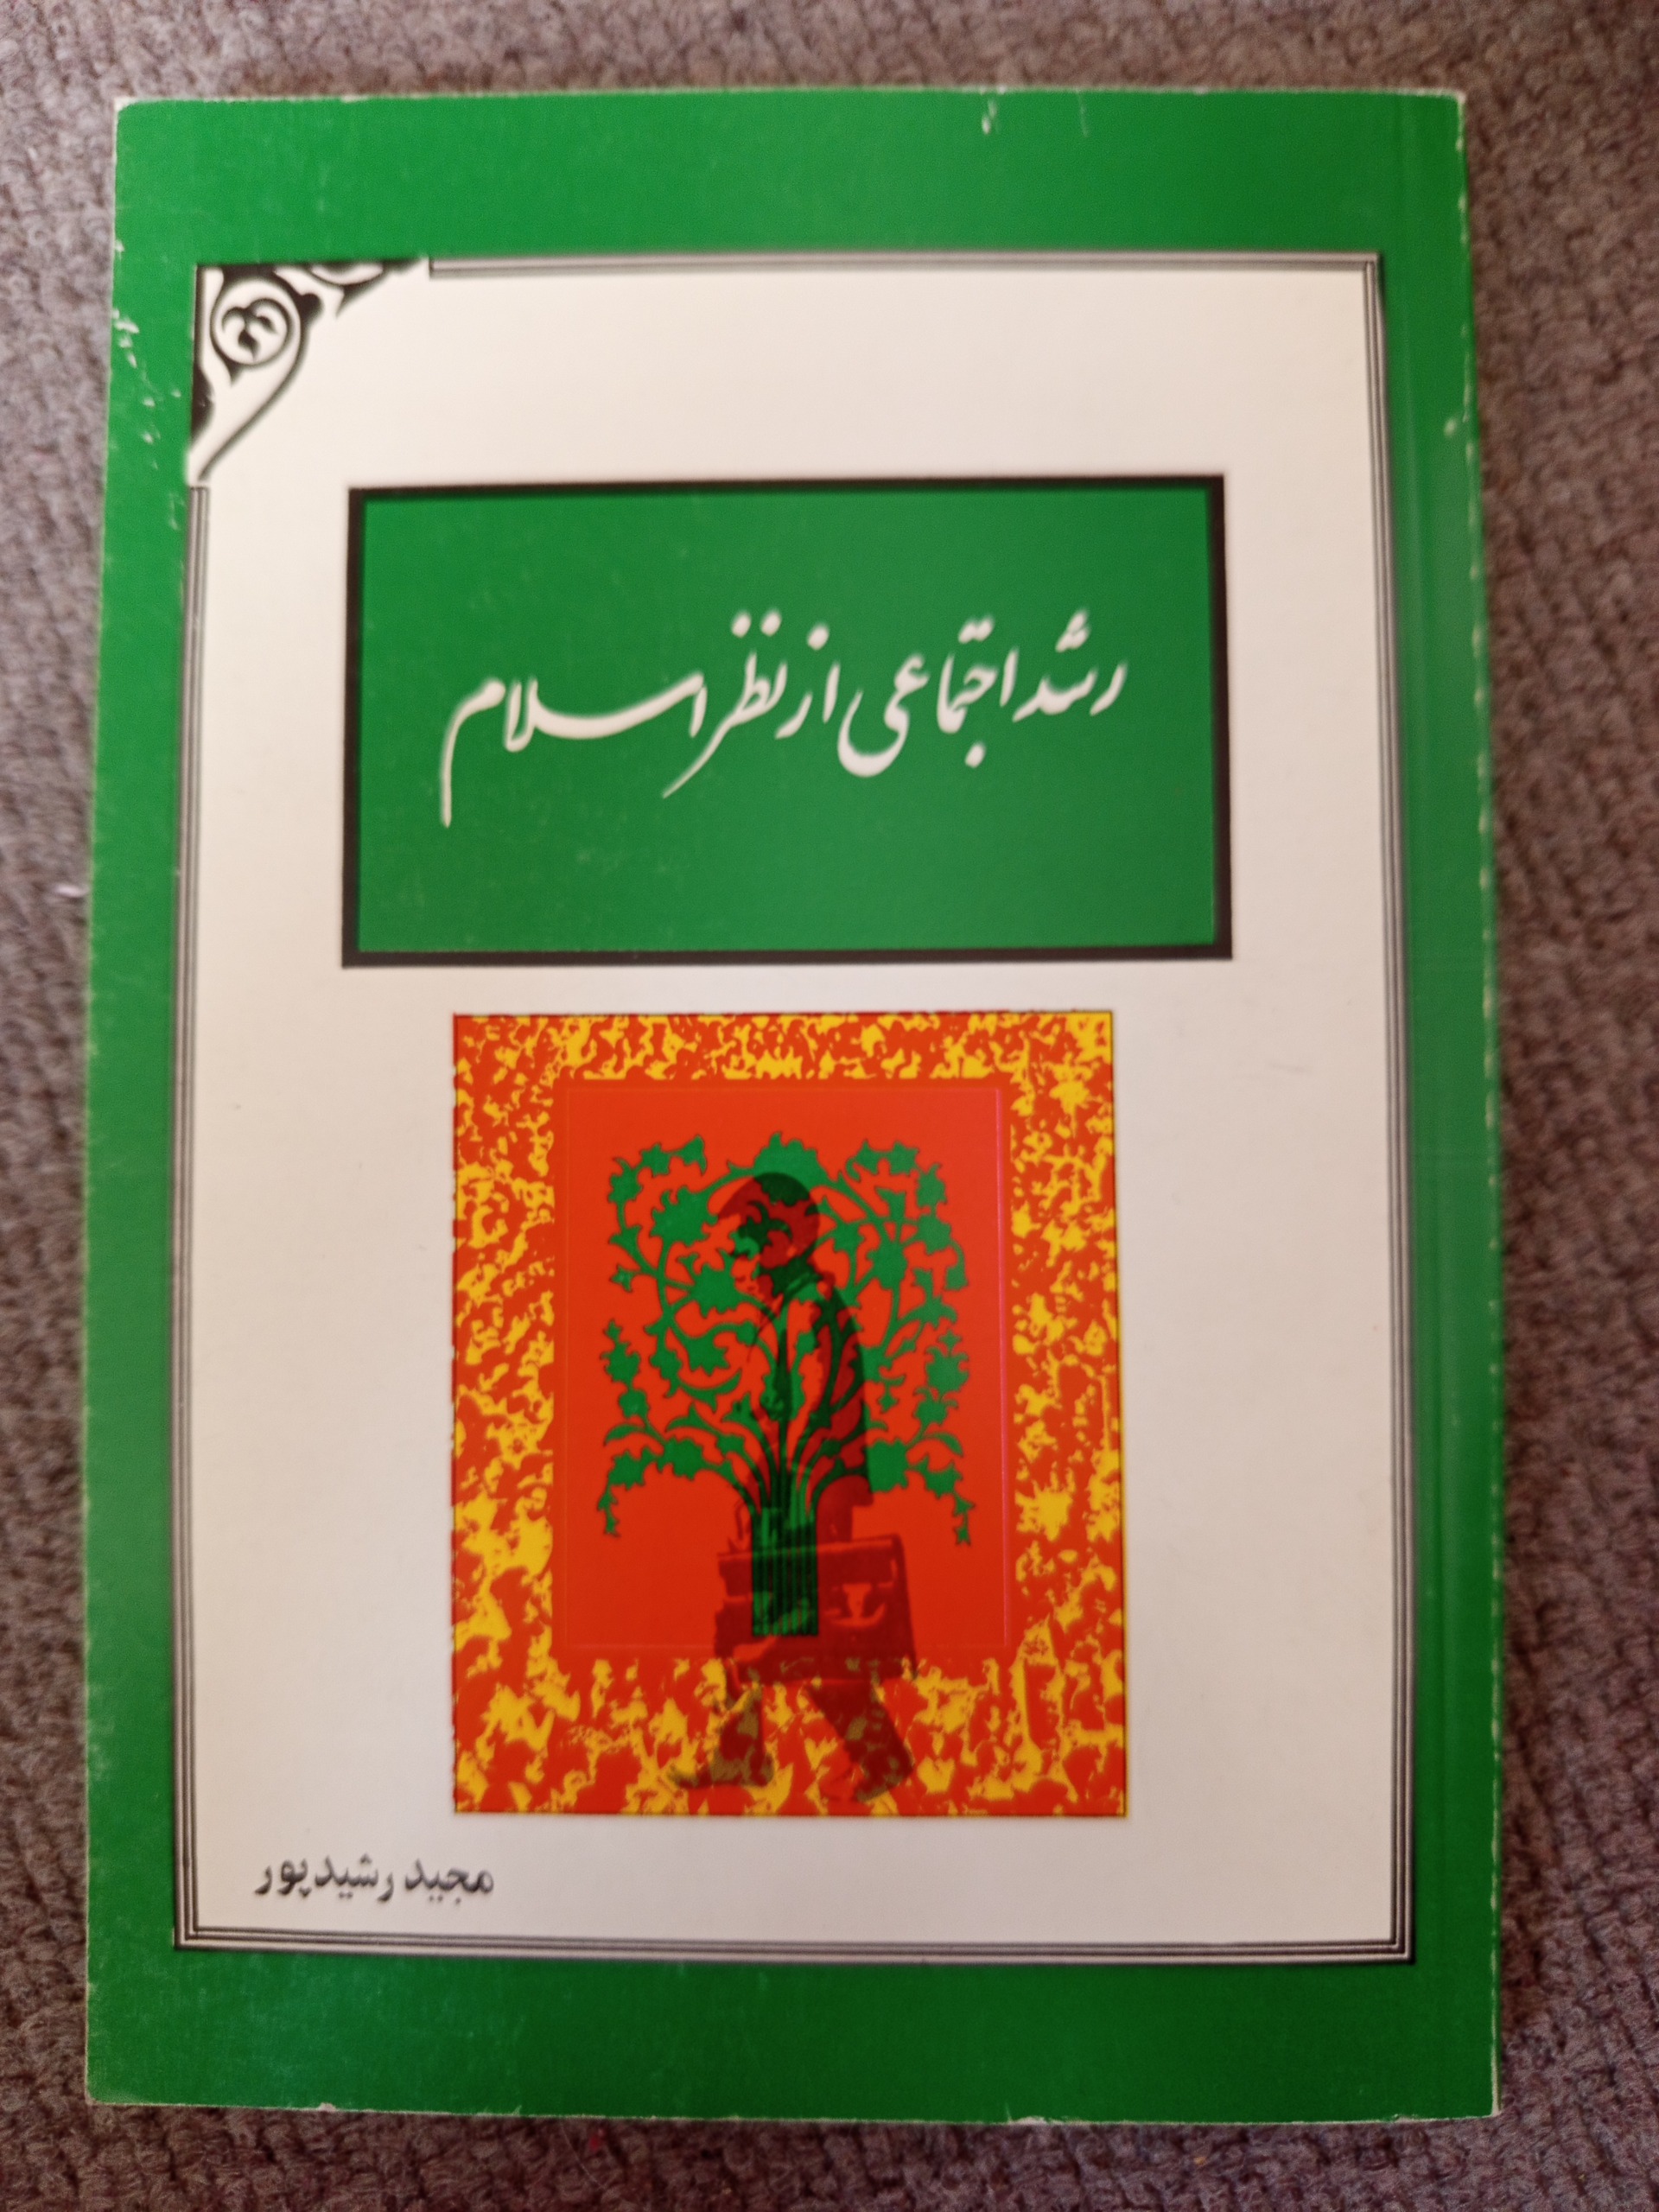 رشد اجتماعی از نظر اسلام
مجید رشیدپور